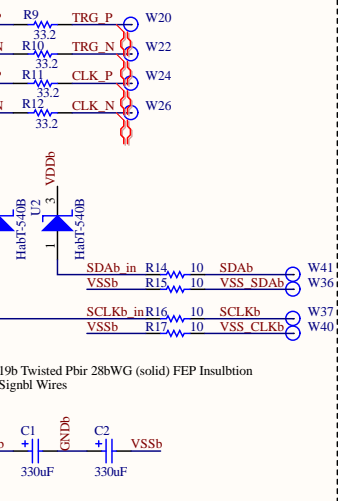 R9 TRG_P W20
33.2
R10 TRG_N W22
33.2
R11 CLK_P W24
33.2
R12 CLK_N W26
33.2
VDDb
3
U2
HabT-540B
HabT-540B
1
SDAb_in R14 10 SDAb W41
VSSb R15 10 VSS_SDAb W36
SCLKb_in R16 10 SCLKb W37
VSSb R17 10 VSS_CLKb W40
19b Twisted Pbir 28bWG (solid) FEP Insulbtion
Signbl Wires
C1 GNDb C2 VSSb
330uF 330uF